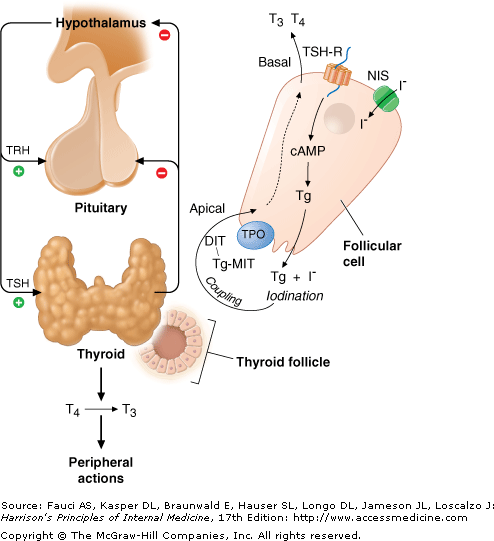 Hypothalamus
−
TRH
+
−
Pituitary
TSH
+
Thyroid
Thyroid follicle
T4 T3
Peripheral
actions
T3 T4
Basal
TSH-R
NIS
I-
I-
cAMP
Tg
Apical
TPO
DIT
Tg-MIT
Coupling
Tg + I-
Iodination
Follicular
cell
Source: Fauci AS, Kasper DL, Braunwald E, Hauser SL, Longo DL, Jameson JL, Loscalzo J:
Harrison's Principles of Internal Medicine, 17th Edition: http://www.accessmedicine.com
Copyright © The McGraw-Hill Companies, Inc. All rights reserved.